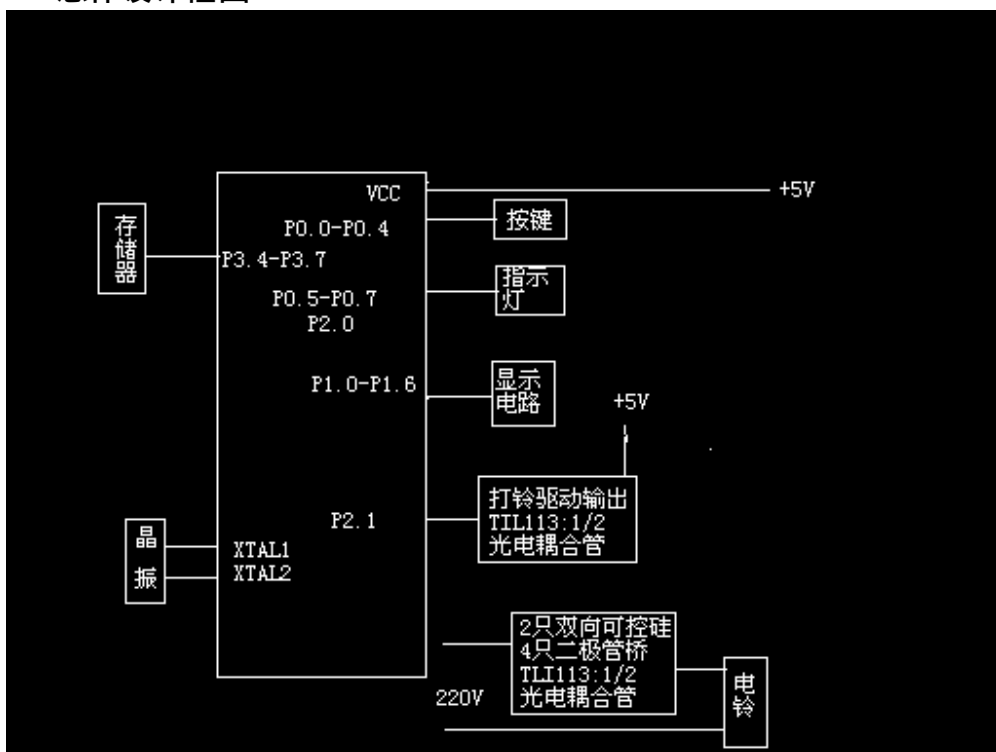 VCC
+5V
P0.0-P0.4
按键
存储器
P3.4-P3.7
指示
灯
P0.5-P0.7
P2.0
P1.0-P1.6
显示
电路
+5V
打铃驱动输出
TIL113:1/2
光电耦合管
P2.1
晶
振
XTAL1
XTAL2
2只双向可控硅
4只二极管桥
TLI113:1/2
光电耦合管
220V
电铃